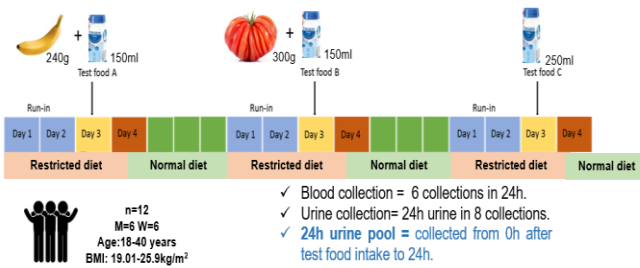 240g + 150ml
Test food A
300g + 150ml
Test food B
250ml
Test food C
Run-in
Run-in
Run-in
Day 1 Day 2 Day 3 Day 4 Day 1 Day 2 Day 3 Day 4 Day 1 Day 2 Day 3 Day 4
Restricted diet Normal diet Restricted diet Normal diet Restricted diet Normal diet
✓ Blood collection = 6 collections in 24h.
✓ Urine collection= 24h urine in 8 collections.
✓ 24h urine pool = collected from 0h after
test food intake to 24h.
n=12
M=6 W=6
Age:18-40 years
BMI: 19.01-25.9kg/m²